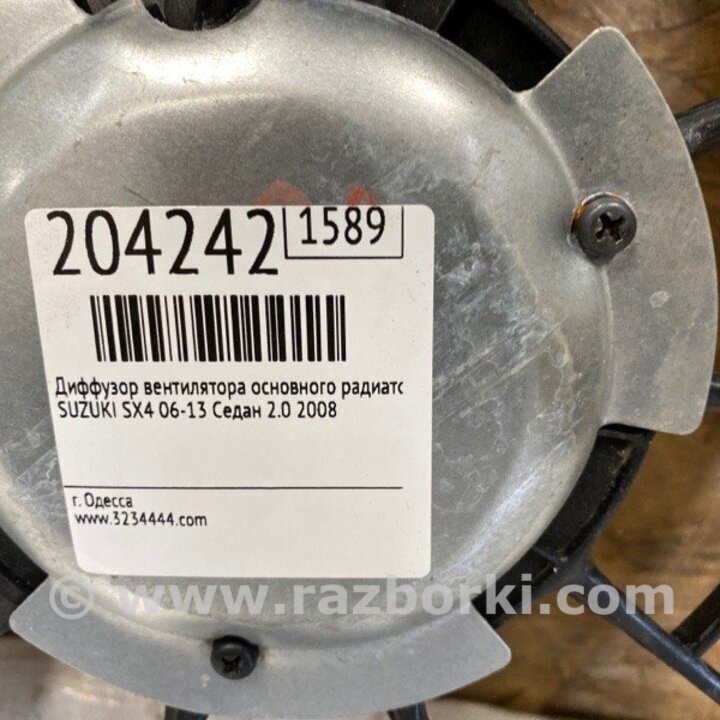 204242
1589
Диффузор вентилятора основного радиатс
SUZUKI SX4 06-13 Седан 2.0 2008
г. Одесса
www.3234444.com
© www.razborki.com